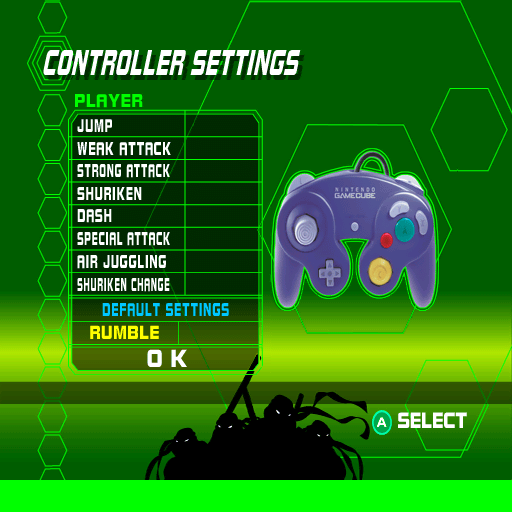 CONTROLLER SETTINGS
PLAYER
JUMP
WEAK ATTACK
STRONG ATTACK
SHURIKEN
DASH
SPECIAL ATTACK
AIR JUGGLING
SHURIKEN CHANGE
DEFAULT SETTINGS
RUMBLE
OK
NINTENDO
GAMECUBE
A SELECT